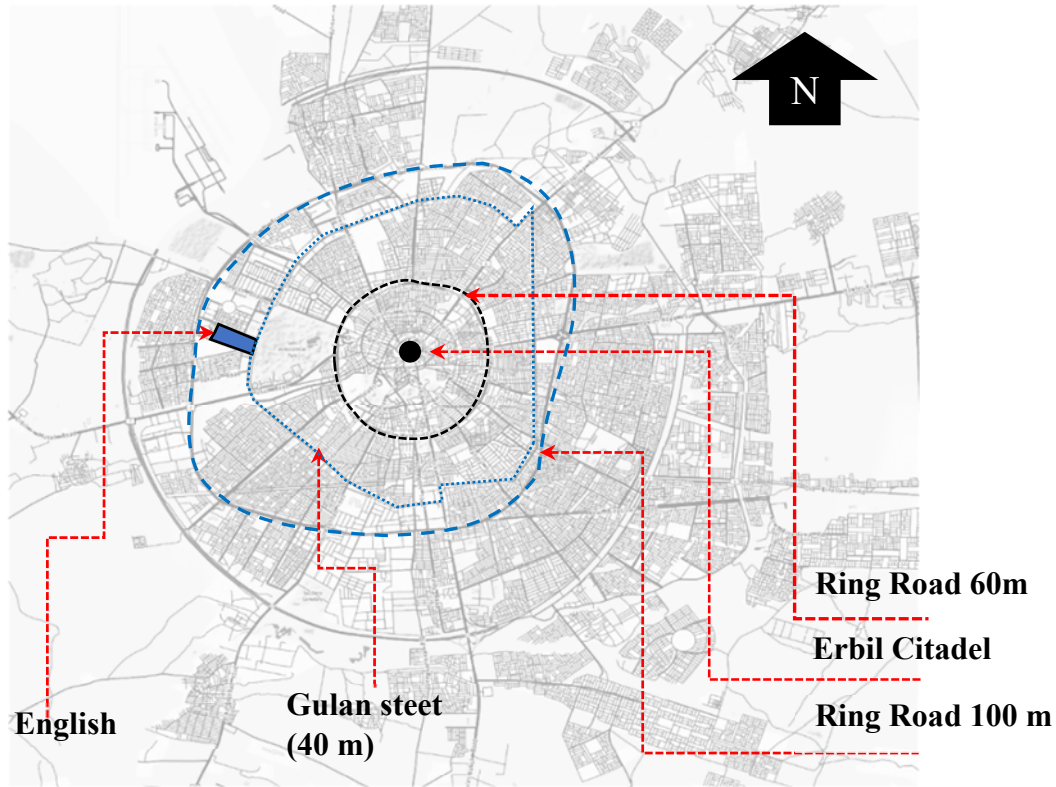 N
Ring Road 60m
Erbil Citadel
Ring Road 100 m
English
Gulan steet
(40 m)